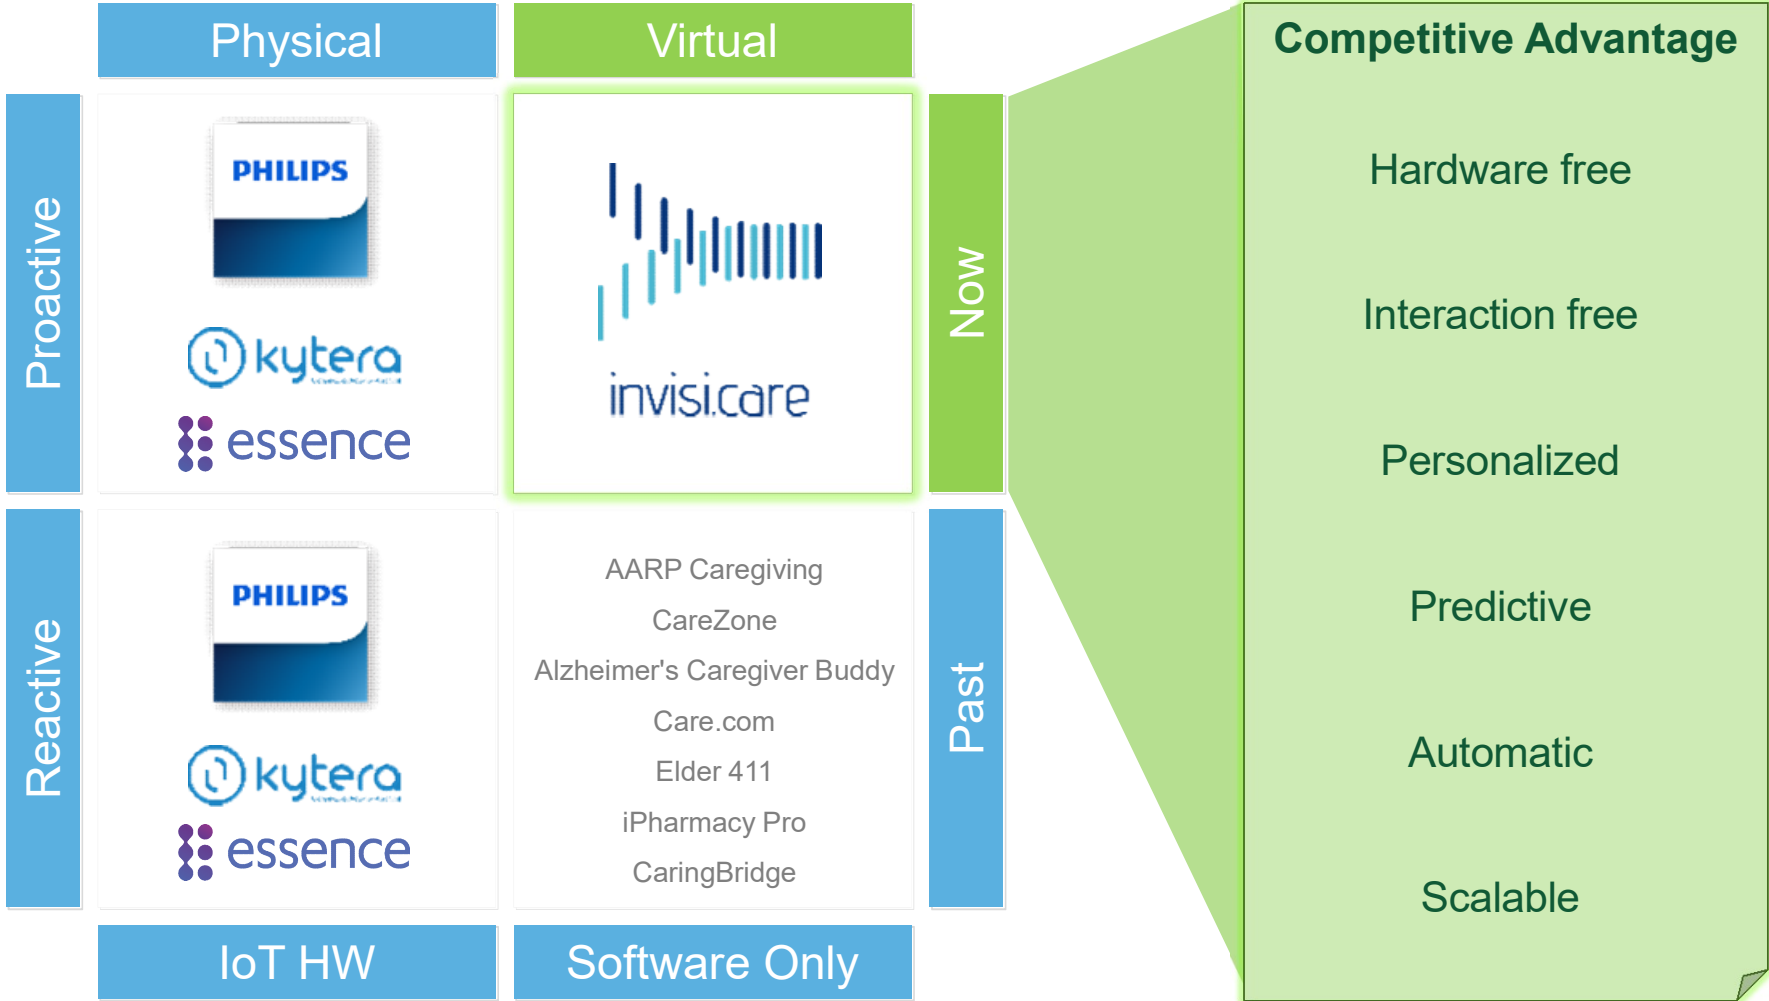 Physical
Virtual
Competitive Advantage
Proactive
PHILIPS
kytera
essence
invisi.care
Now
Hardware free
Interaction free
Personalized
Predictive
Automatic
Scalable
Reactive
PHILIPS
kytera
essence
AARP Caregiving
CareZone
Alzheimer's Caregiver Buddy
Care.com
Elder 411
iPharmacy Pro
CaringBridge
Past
IoT HW
Software Only